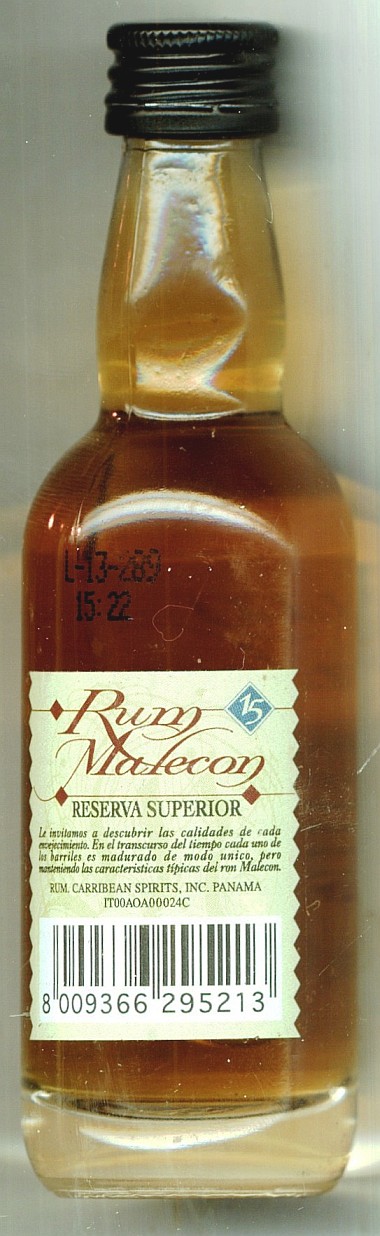 L-13-289
15:22
Rum 15
Malecon
RESERVA SUPERIOR
Le invitamos a descubrir las calidades de cada
envejecimiento. En el transcurso del tiempo cada uno de
los barriles es madurado de modo unico, pero
manteniendo las caracteristicas típicas del ron Malecon.
RUM. CARRIBEAN SPIRITS, INC. PANAMA
IT00AOA00024C
8 009366 295213